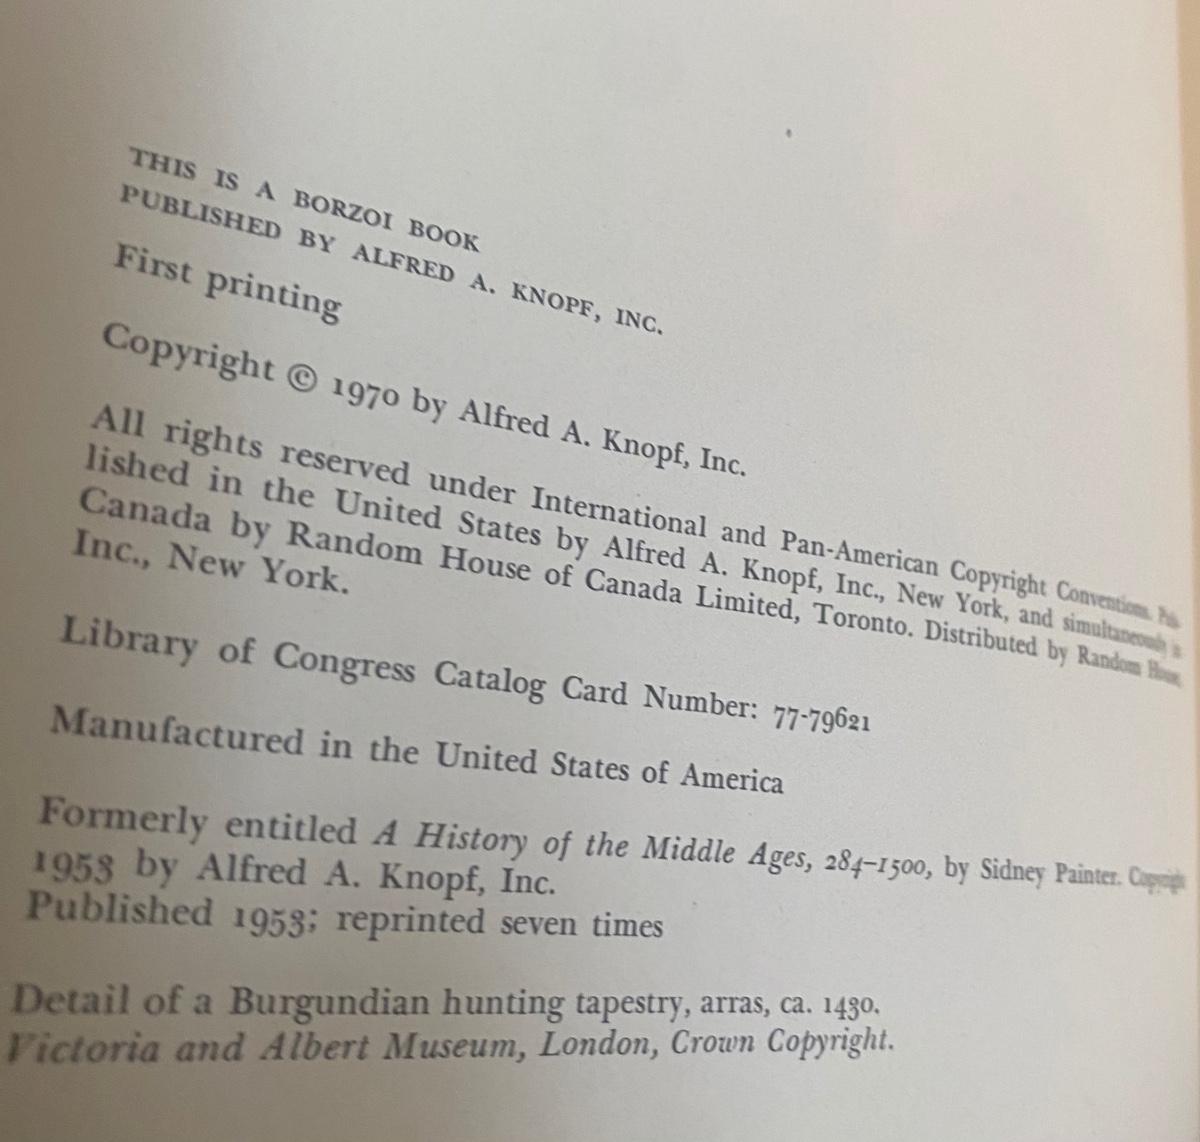 THIS IS A BORZOI BOOK
PUBLISHED BY ALFRED A. KNOPF, INC.
First printing
Copyright © 1970 by Alfred A. Knopf, Inc.
All rights reserved under International and Pan-American Copyright Conventions. Pub-
lished in the United States by Alfred A. Knopf, Inc., New York, and simultaneously in
Canada by Random House of Canada Limited, Toronto. Distributed by Random House,
Inc., New York.
Library of Congress Catalog Card Number: 77-79621
Manufactured in the United States of America
Formerly entitled A History of the Middle Ages, 284–1500, by Sidney Painter. Copyright
1953 by Alfred A. Knopf, Inc.
Published 1953; reprinted seven times
Detail of a Burgundian hunting tapestry, arras, ca. 1430.
Victoria and Albert Museum, London, Crown Copyright.